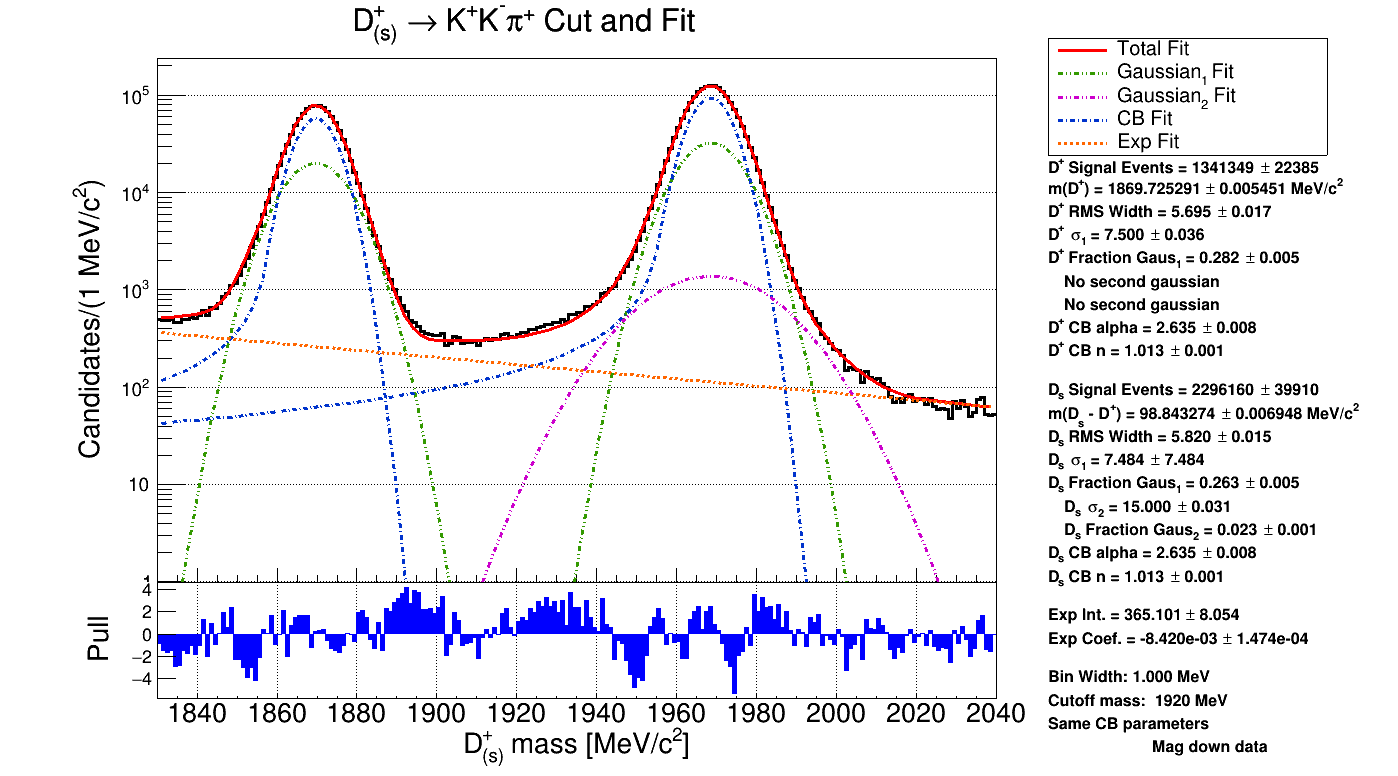 D⁺₍ₛ₎ → K⁺K⁻π⁺ Cut and Fit
Candidates/(1 MeV/c²)
10⁵
10⁴
10³
10²
10
1
Total Fit
Gaussian₁ Fit
Gaussian₂ Fit
CB Fit
Exp Fit
D⁺ Signal Events = 1341349 ± 22385
m(D⁺) = 1869.725291 ± 0.005451 MeV/c²
D⁺ RMS Width = 5.695 ± 0.017
D⁺ σ₁ = 7.500 ± 0.036
D⁺ Fraction Gaus₁ = 0.282 ± 0.005
No second gaussian
No second gaussian
D⁺ CB alpha = 2.635 ± 0.008
D⁺ CB n = 1.013 ± 0.001
Dₛ Signal Events = 2296160 ± 39910
m(Dₛ - D⁺) = 98.843274 ± 0.006948 MeV/c²
Dₛ RMS Width = 5.820 ± 0.015
Dₛ σ₁ = 7.484 ± 7.484
Dₛ Fraction Gaus₁ = 0.263 ± 0.005
Dₛ σ₂ = 15.000 ± 0.031
Dₛ Fraction Gaus₂ = 0.023 ± 0.001
Dₛ CB alpha = 2.635 ± 0.008
Dₛ CB n = 1.013 ± 0.001
Exp Int. = 365.101 ± 8.054
Exp Coef. = -8.420e-03 ± 1.474e-04
Bin Width: 1.000 MeV
Cutoff mass: 1920 MeV
Same CB parameters
Mag down data
Pull
4
2
0
−2
−4
1840 1860 1880 1900 1920 1940 1960 1980 2000 2020 2040
D⁺₍ₛ₎ mass [MeV/c²]